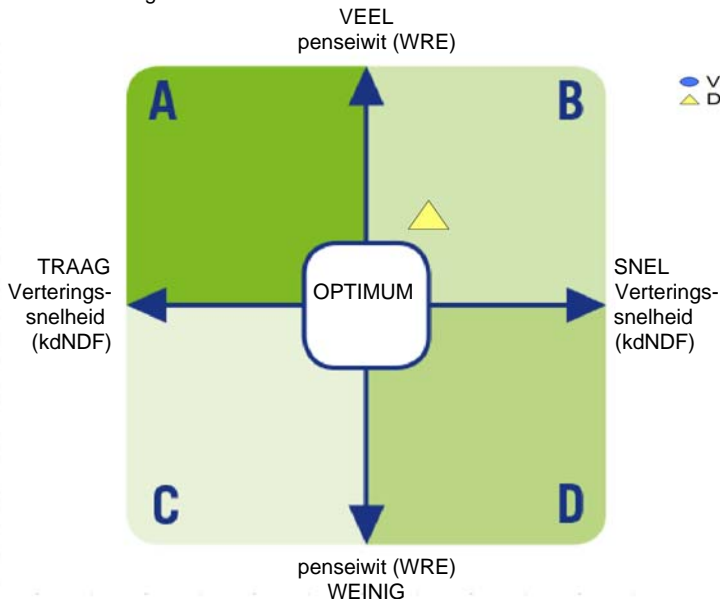 VEEL
penseiwit (WRE)
A
B
V
D
TRAAG
Verterings-
snelheid
(kdNDF)
OPTIMUM
SNEL
Verterings-
snelheid
(kdNDF)
C
D
penseiwit (WRE)
WEINIG